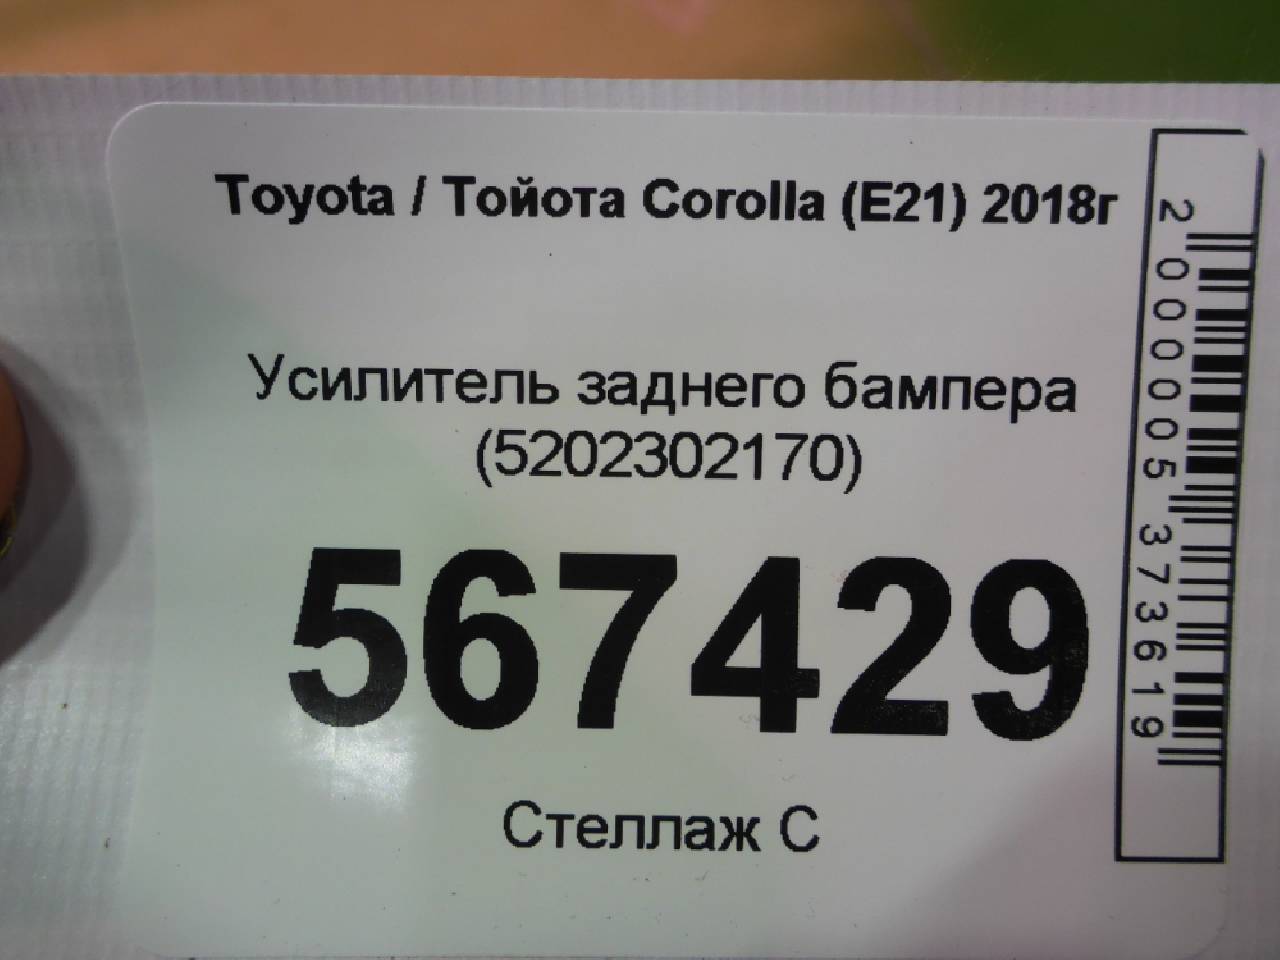 Toyota / Тойота Corolla (E21) 2018г
Усилитель заднего бампера
(5202302170)
567429
Стеллаж С
2000005373619